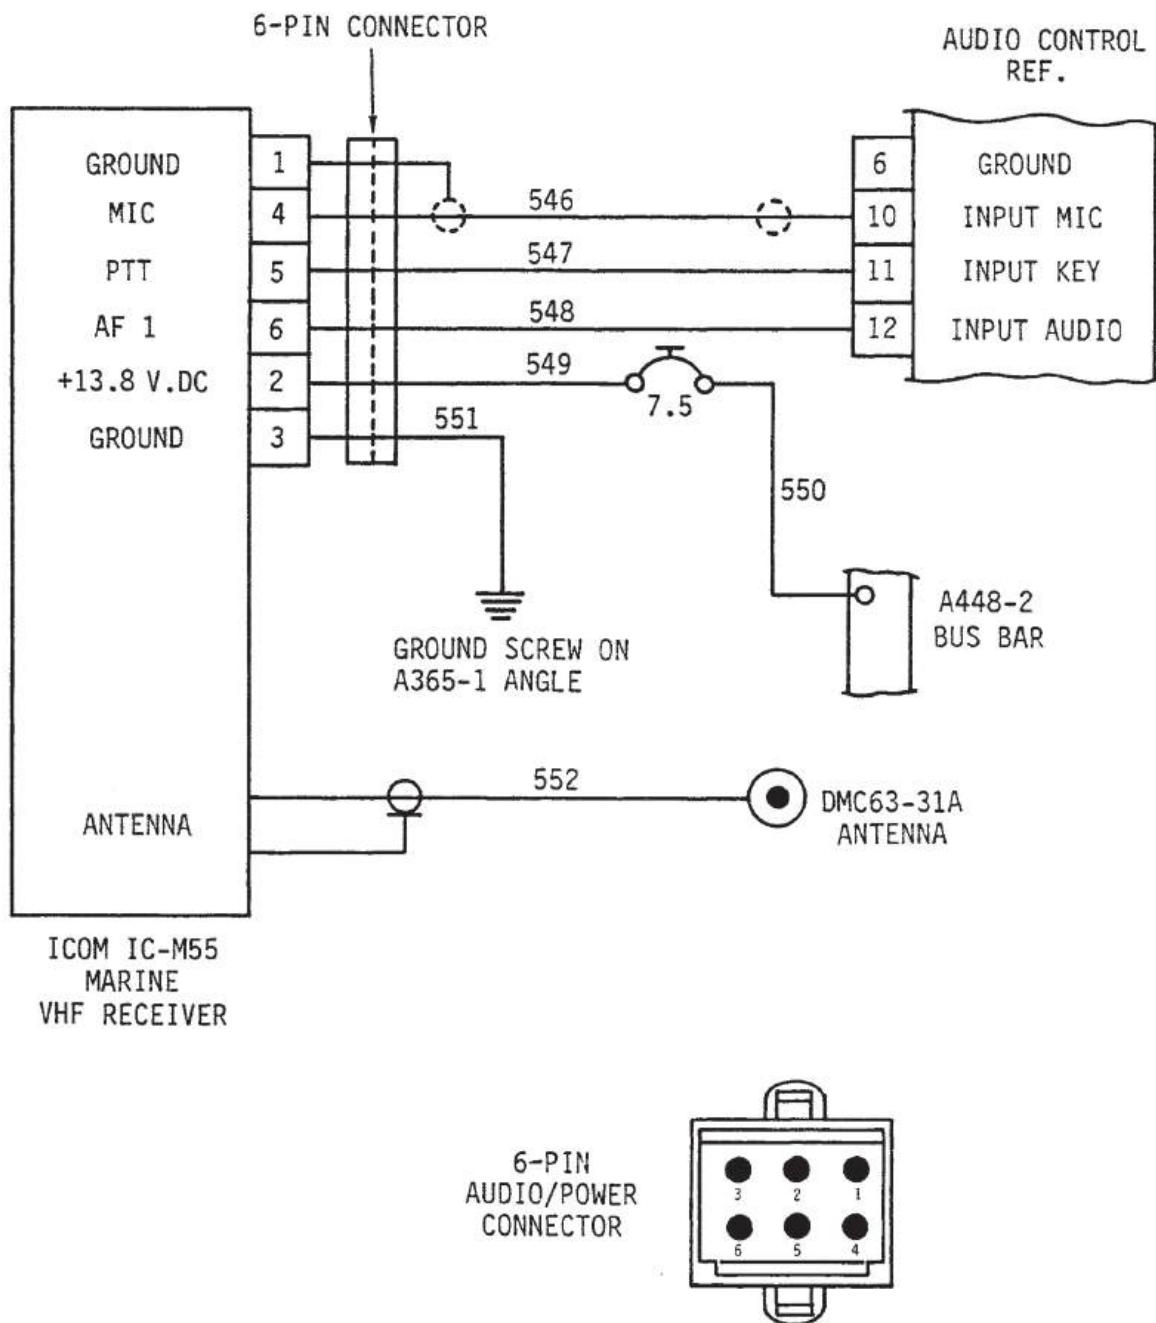 6-PIN CONNECTOR
AUDIO CONTROL
REF.
GROUND 1
MIC 4
PTT 5
AF 1 6
+13.8 V.DC 2
GROUND 3
546
547
548
549
7.5
551
550
6 GROUND
10 INPUT MIC
11 INPUT KEY
12 INPUT AUDIO
GROUND SCREW ON
A365-1 ANGLE
A448-2
BUS BAR
ANTENNA
552
DMC63-31A
ANTENNA
ICOM IC-M55
MARINE
VHF RECEIVER
6-PIN
AUDIO/POWER
CONNECTOR
3 2 1
6 5 4